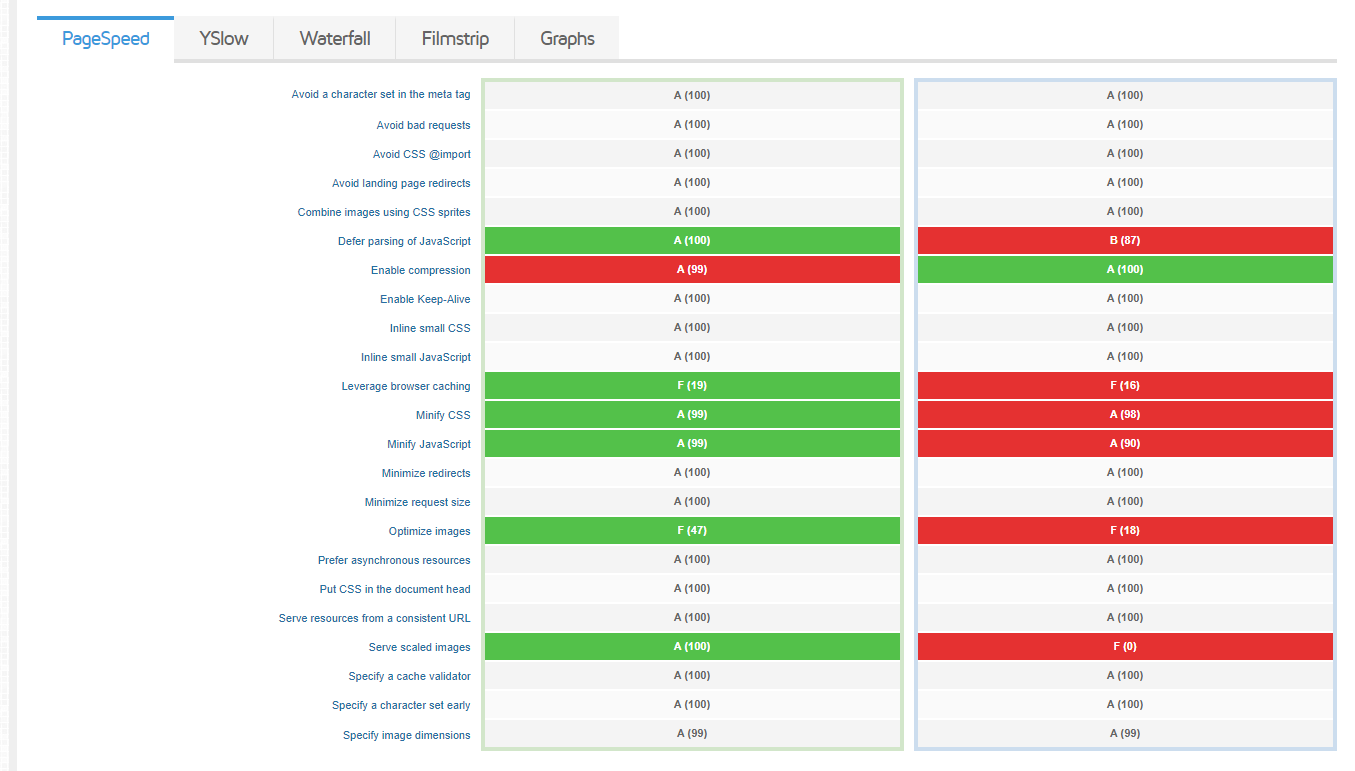 PageSpeed YSlow Waterfall Filmstrip Graphs
Avoid a character set in the meta tag A (100) A (100)
Avoid bad requests A (100) A (100)
Avoid CSS @import A (100) A (100)
Avoid landing page redirects A (100) A (100)
Combine images using CSS sprites A (100) A (100)
Defer parsing of JavaScript A (100) B (87)
Enable compression A (99) A (100)
Enable Keep-Alive A (100) A (100)
Inline small CSS A (100) A (100)
Inline small JavaScript A (100) A (100)
Leverage browser caching F (19) F (16)
Minify CSS A (99) A (98)
Minify JavaScript A (99) A (90)
Minimize redirects A (100) A (100)
Minimize request size A (100) A (100)
Optimize images F (47) F (18)
Prefer asynchronous resources A (100) A (100)
Put CSS in the document head A (100) A (100)
Serve resources from a consistent URL A (100) A (100)
Serve scaled images A (100) F (0)
Specify a cache validator A (100) A (100)
Specify a character set early A (100) A (100)
Specify image dimensions A (99) A (99)